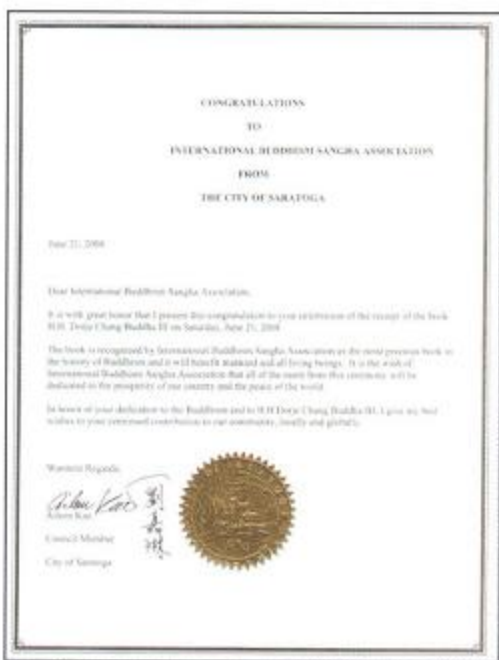 CONGRATULATIONS
TO
INTERNATIONAL BUDDHISM SANGHA ASSOCIATION
FROM
THE CITY OF SARATOGA
June 21, 2008
Dear International Buddhism Sangha Association,
It is with great honor that I present this congratulation to your celebration of the receipt of the book
H.H. Dorje Chang Buddha III on Saturday, June 21, 2008
The book is recognized by International Buddhism Sangha Association as the most precious book in
the history of Buddhism and it will benefit mankind and all living beings. It is the wish of
International Buddhism Sangha Association that all of the merit from this ceremony will be
dedicated to the prosperity of our country and the peace of the world.
In honor of your dedication to the Buddhism and to H.H Dorje Chang Buddha III, I give my best
wishes to your continued contribution to our community, locally and globally.
Warmest Regards,
Aileen Kao
Aileen Kao
Council Member
City of Saratoga